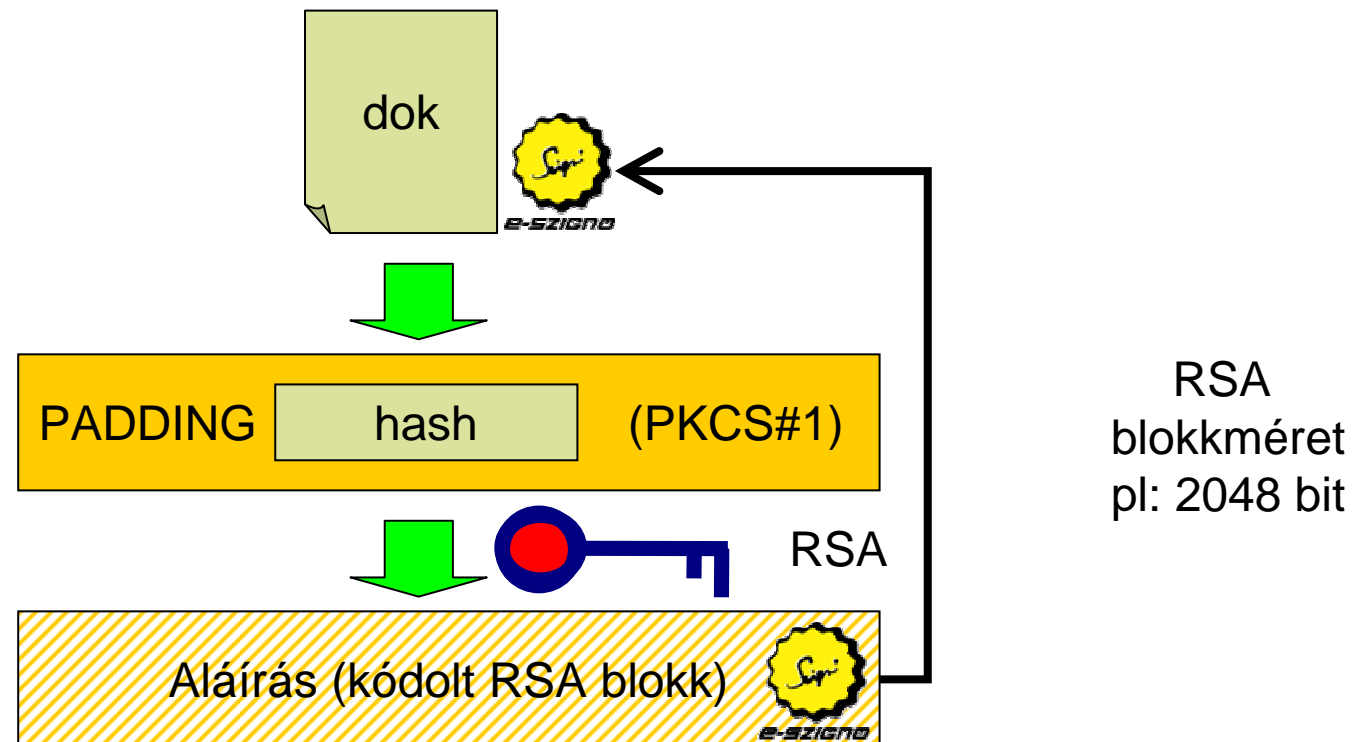 dok
e-szigno
PADDING hash (PKCS#1)
RSA
blokkméret
pl: 2048 bit
RSA
Aláírás (kódolt RSA blokk)
e-szigno